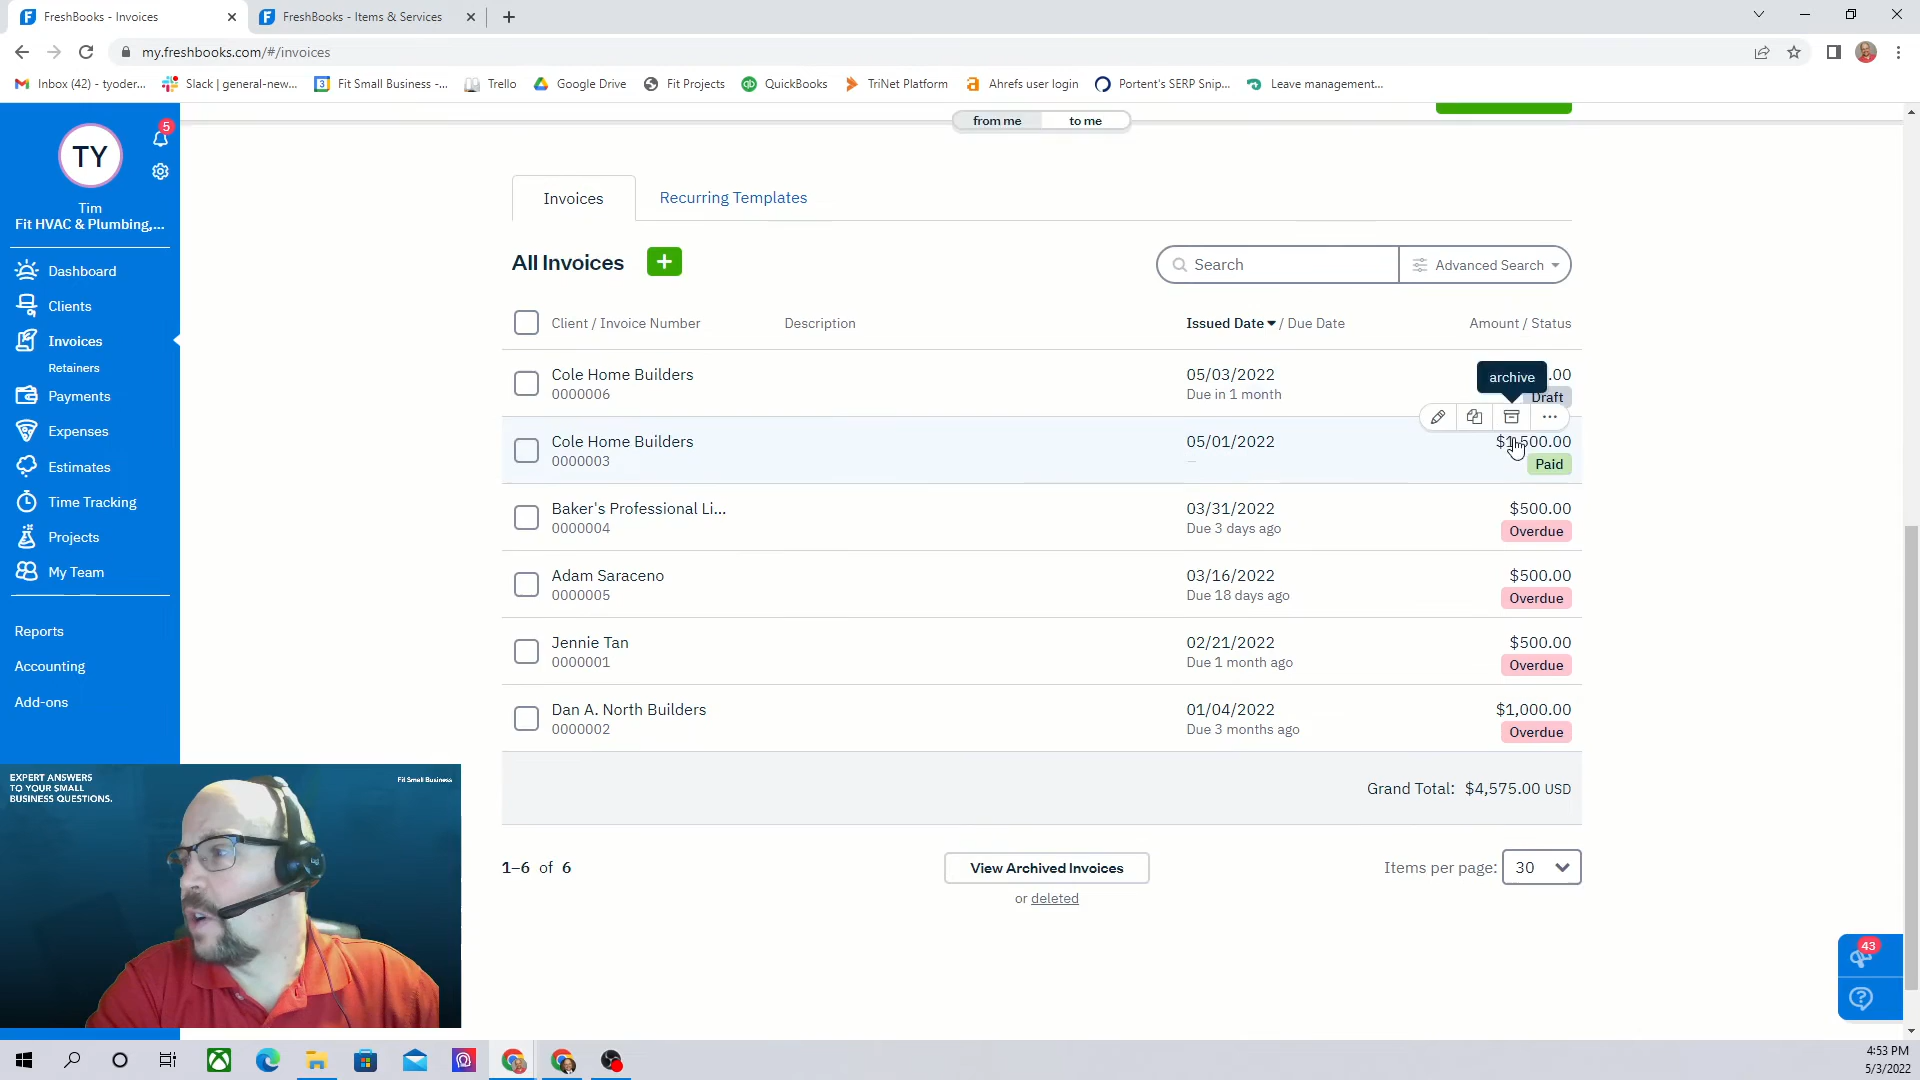 FreshBooks - Invoices
FreshBooks - Items & Services
my.freshbooks.com/#/invoices
Inbox (42) - tyoder...
Slack | general-new...
Fit Small Business -...
Trello
Google Drive
Fit Projects
QuickBooks
TriNet Platform
Ahrefs user login
Portent's SERP Snip...
Leave management...
TY
5
Tim
Fit HVAC & Plumbing,...
Dashboard
Clients
Invoices
Retainers
Payments
Expenses
Estimates
Time Tracking
Projects
My Team
Reports
Accounting
Add-ons
from me
to me
Invoices
Recurring Templates
All Invoices
Search
Advanced Search
Client / Invoice Number
Description
Issued Date / Due Date
Amount / Status
Cole Home Builders
0000006
05/03/2022
Due in 1 month
.00
Draft
archive
Cole Home Builders
0000003
05/01/2022
—
$1,500.00
Paid
Baker's Professional Li...
0000004
03/31/2022
Due 3 days ago
$500.00
Overdue
Adam Saraceno
0000005
03/16/2022
Due 18 days ago
$500.00
Overdue
Jennie Tan
0000001
02/21/2022
Due 1 month ago
$500.00
Overdue
Dan A. North Builders
0000002
01/04/2022
Due 3 months ago
$1,000.00
Overdue
Grand Total: $4,575.00 USD
1–6 of 6
View Archived Invoices
or deleted
Items per page: 30
43
EXPERT ANSWERS
TO YOUR SMALL
BUSINESS QUESTIONS.
Fit Small Business
4:53 PM
5/3/2022